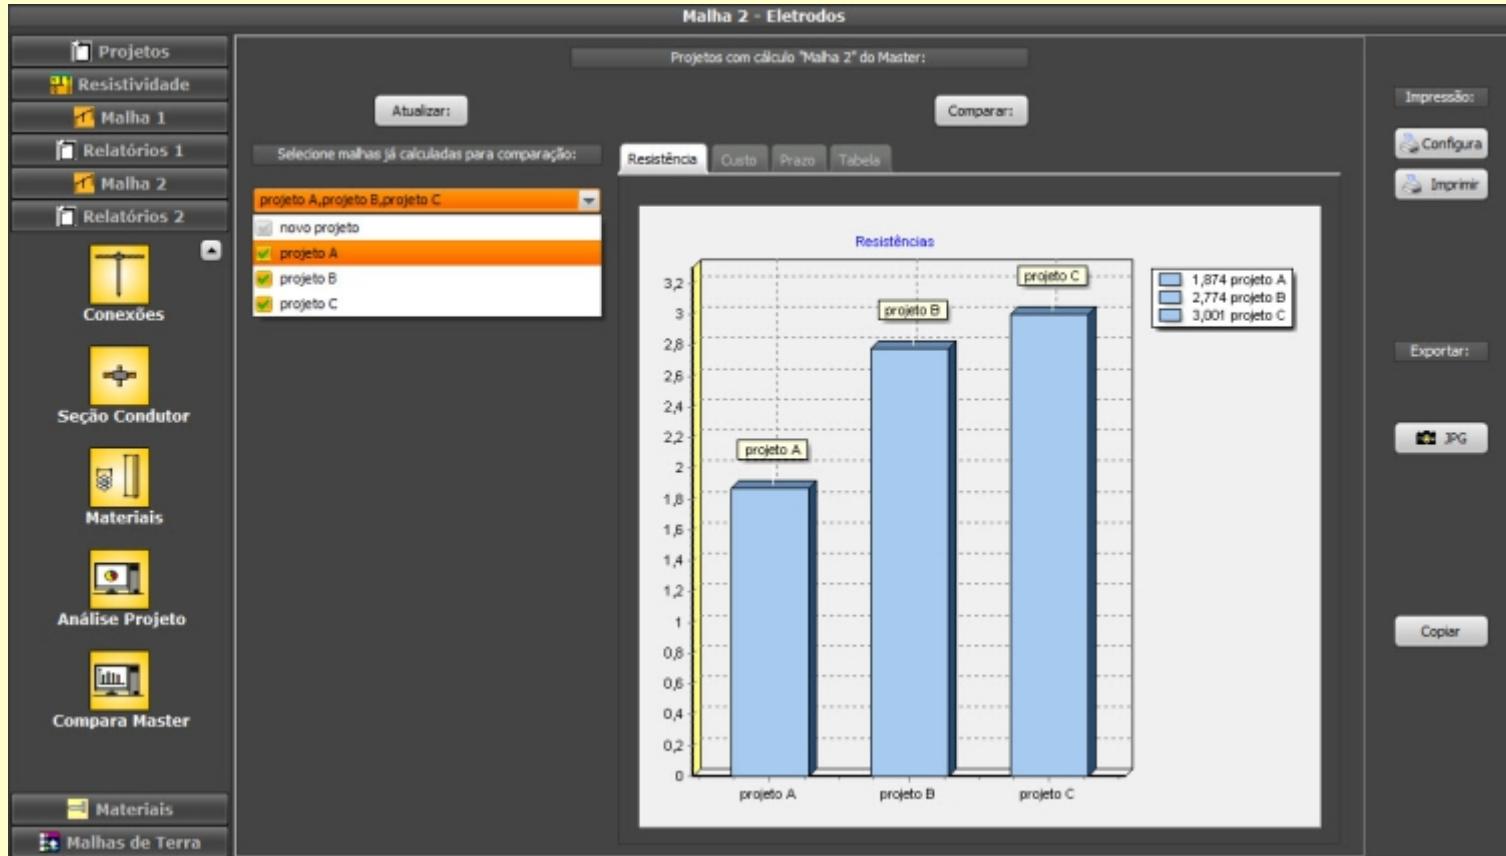 Malha 2 - Eletrodos
Projetos
Resistividade
Malha 1
Relatórios 1
Malha 2
Relatórios 2
Conexões
Seção Condutor
Materiais
Análise Projeto
Compara Master
Materiais
Malhas de Terra
Projetos com cálculo "Malha 2" do Master:
Atualizar:
Comparar:
Selecione malhas já calculadas para comparação:
projeto A,projeto B,projeto C
novo projeto
projeto A
projeto B
projeto C
Resistência Custo Prazo Tabela
Resistências
3,2
3
2,8
2,6
2,4
2,2
2
1,8
1,6
1,4
1,2
1
0,8
0,6
0,4
0,2
0
projeto A
projeto B
projeto C
projeto A projeto B projeto C
1,874 projeto A
2,774 projeto B
3,001 projeto C
Impressão:
Configura
Imprimir
Exportar:
JPG
Copiar